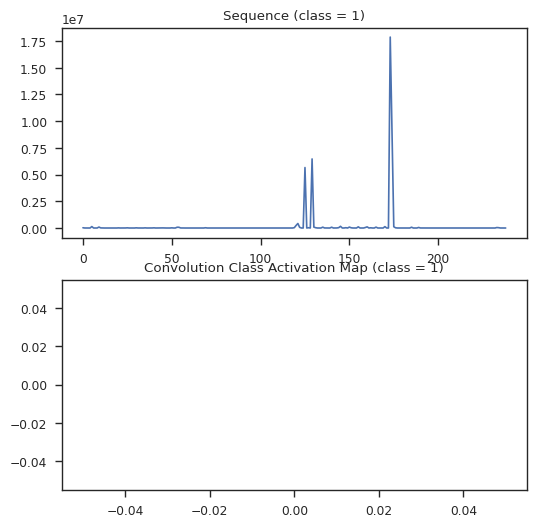 Sequence (class = 1)
1e7
1.75
1.50
1.25
1.00
0.75
0.50
0.25
0.00
0 50 100 150 200
Convolution Class Activation Map (class = 1)
0.04
0.02
0.00
−0.02
−0.04
−0.04 −0.02 0.00 0.02 0.04